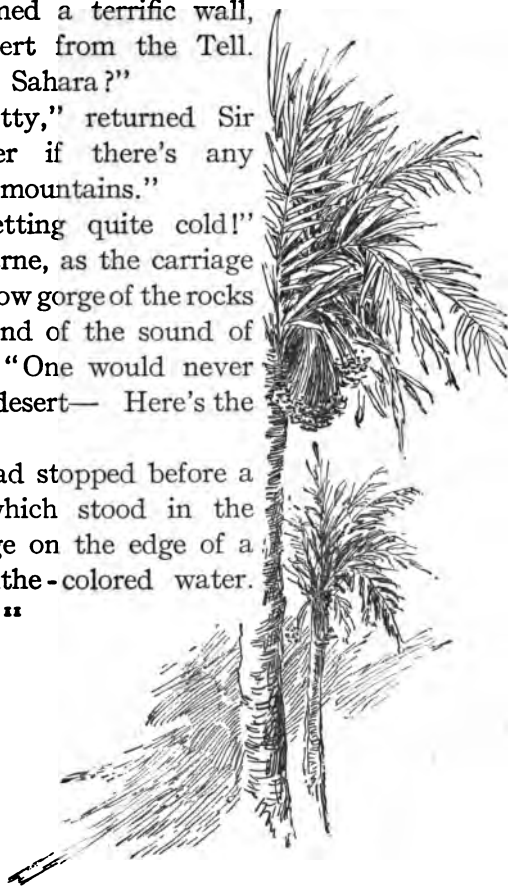 ned a terrific wall,
ert from the Tell.
Sahara?"
tty," returned Sir
er if there's any
mountains."
etting quite cold!"
rne, as the carriage
ow gorge of the rocks
nd of the sound of
"One would never
desert— Here's the
ad stopped before a
which stood in the
ge on the edge of a
the-colored water.
"